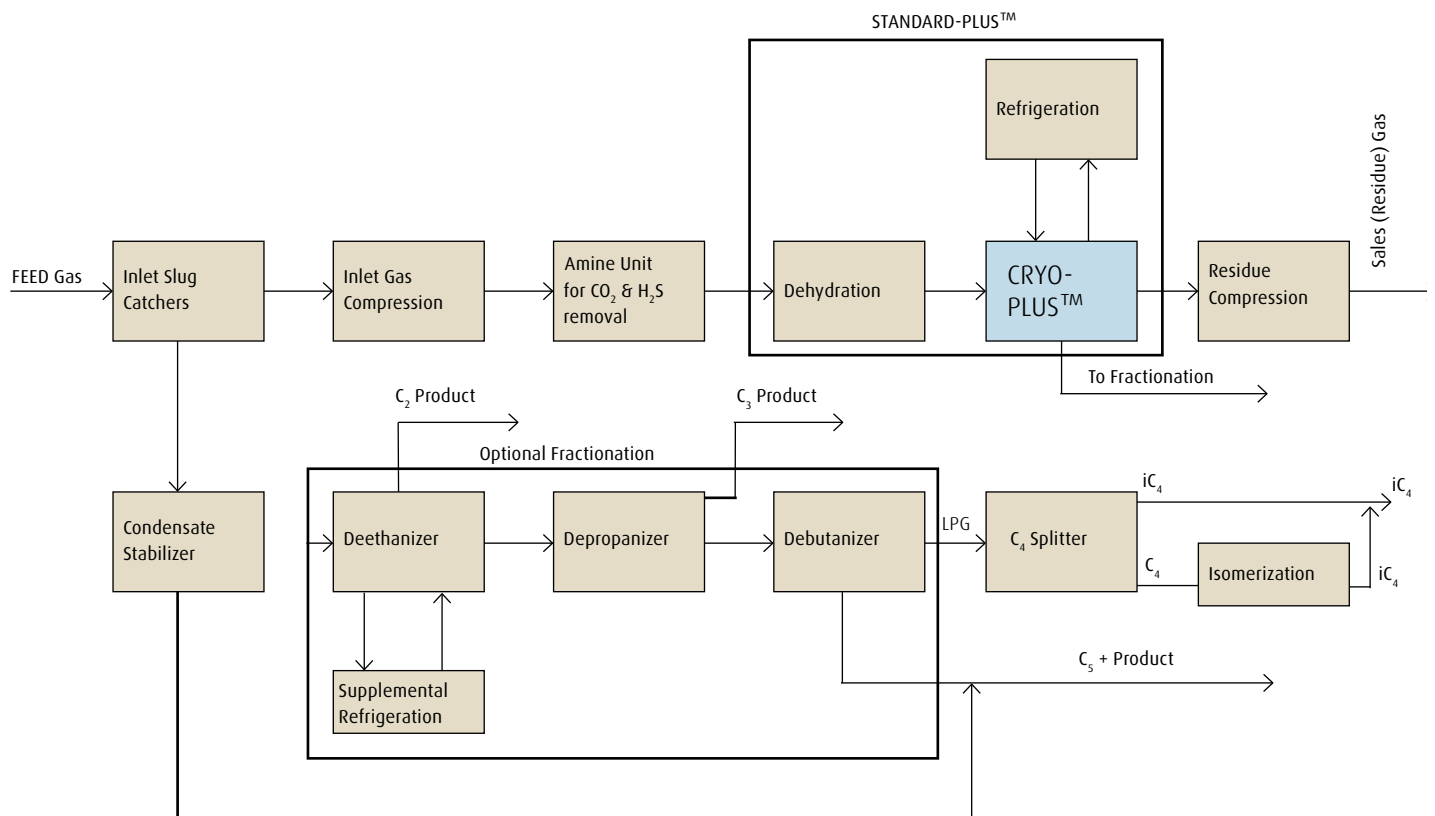 STANDARD-PLUS™
Refrigeration
Sales (Residue) Gas
FEED Gas
Inlet Slug
Catchers
Inlet Gas
Compression
Amine Unit
for CO₂ & H₂S
removal
Dehydration
CRYO-
PLUS™
Residue
Compression
To Fractionation
C₂ Product
C₃ Product
Optional Fractionation
Condensate
Stabilizer
Deethanizer
Depropanizer
Debutanizer
LPG
C₄ Splitter
iC₄
iC₄
C₄
Isomerization
iC₄
Supplemental
Refrigeration
C₅ + Product